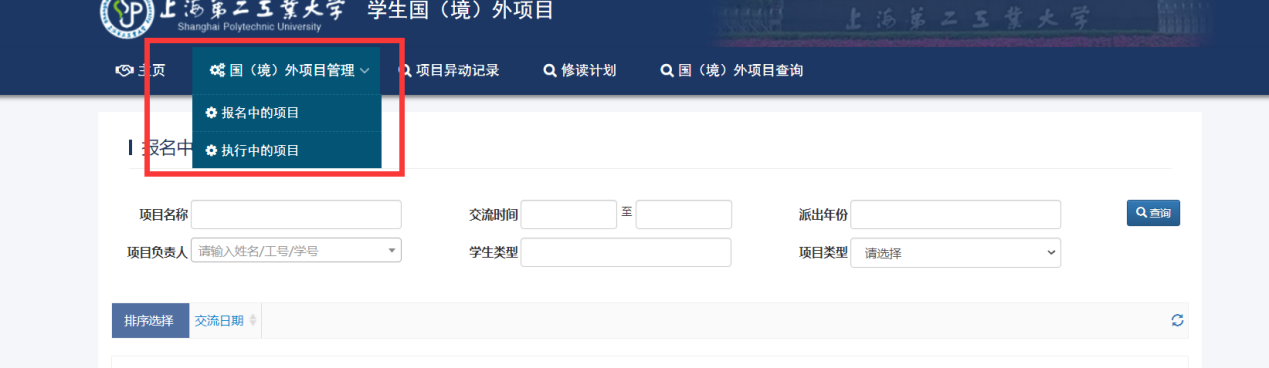 上海第二工业大学 学生国（境）外项目
Shanghai Polytechnic University
上海第二工业大学
主页 国（境）外项目管理 项目异动记录 修读计划 国（境）外项目查询
报名中的项目
执行中的项目
报名中
项目名称 交流时间 至 派出年份 查询
项目负责人 请输入姓名/工号/学号 学生类型 项目类型 请选择
排序选择 交流日期